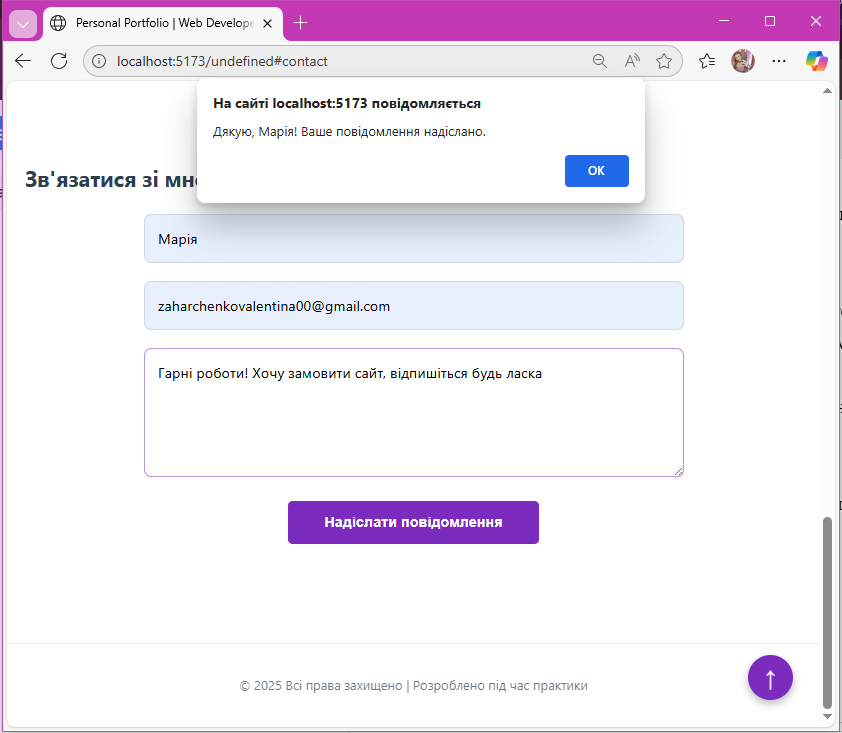 Personal Portfolio | Web Develope
localhost:5173/undefined#contact
На сайті localhost:5173 повідомляється
Дякую, Марія! Ваше повідомлення надіслано.
OK
Зв'язатися зі мн
Марія
zaharchenkovalentina00@gmail.com
Гарні роботи! Хочу замовити сайт, відпишіться будь ласка
Надіслати повідомлення
© 2025 Всі права захищено | Розроблено під час практики
↑